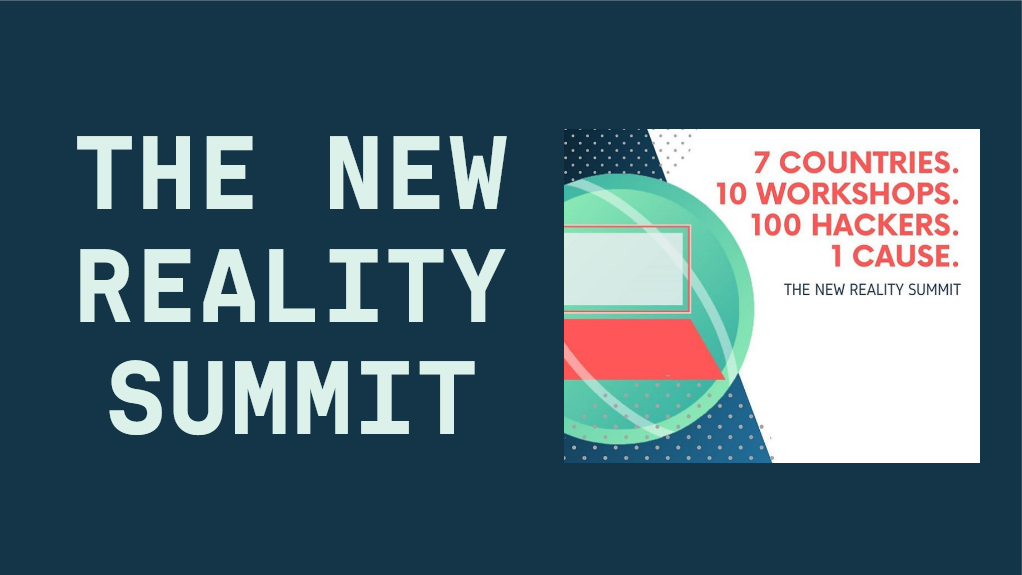 THE NEW
REALITY
SUMMIT
7 COUNTRIES.
10 WORKSHOPS.
100 HACKERS.
1 CAUSE.
THE NEW REALITY SUMMIT